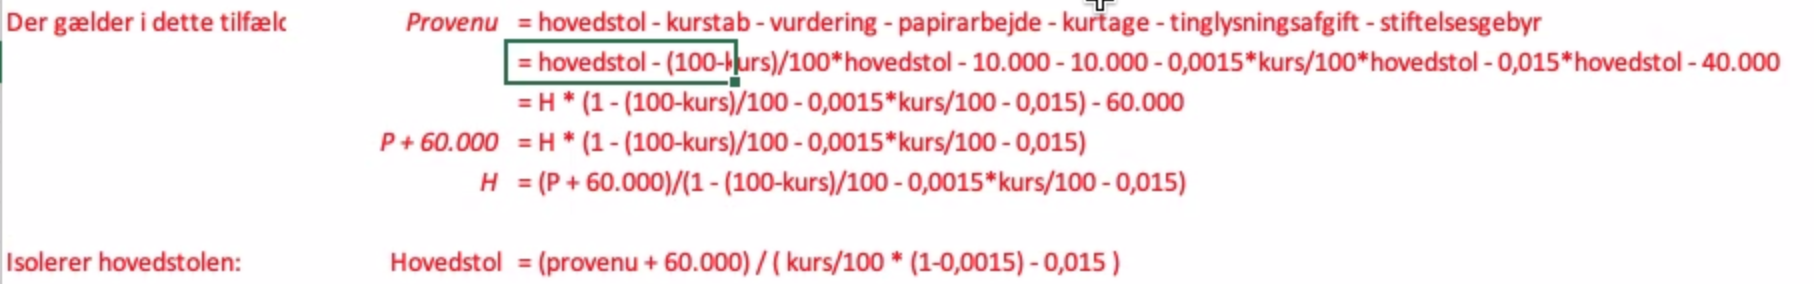 Der gælder i dette tilfælc Provenu = hovedstol - kurstab - vurdering - papirarbejde - kurtage - tinglysningsafgift - stiftelsesgebyr
= hovedstol - (100-kurs)/100*hovedstol - 10.000 - 10.000 - 0,0015*kurs/100*hovedstol - 0,015*hovedstol - 40.000
= H * (1 - (100-kurs)/100 - 0,0015*kurs/100 - 0,015) - 60.000
P + 60.000 = H * (1 - (100-kurs)/100 - 0,0015*kurs/100 - 0,015)
H = (P + 60.000)/(1 - (100-kurs)/100 - 0,0015*kurs/100 - 0,015)
Isolerer hovedstolen: Hovedstol = (provenu + 60.000) / ( kurs/100 * (1-0,0015) - 0,015 )